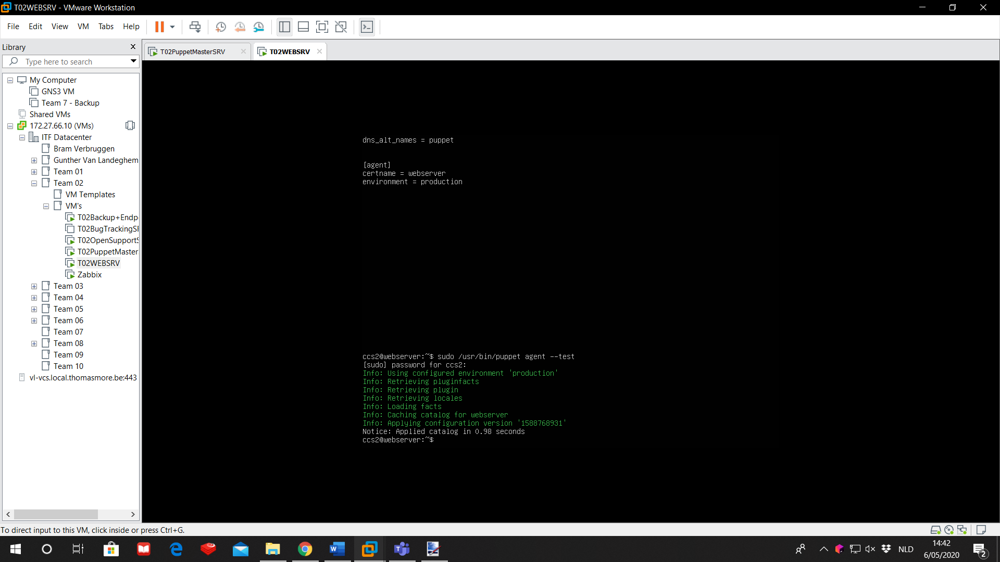 T02WEBSRV - VMware Workstation
File Edit View VM Tabs Help
Library
Type here to search
My Computer
GNS3 VM
Team 7 - Backup
Shared VMs
172.27.66.10 (VMs)
ITF Datacenter
Bram Verbruggen
Gunther Van Landeghem
Team 01
Team 02
VM Templates
VM's
T02Backup+Endp
T02BugTrackingS
T02OpenSupport
T02PuppetMaster
T02WEBSRV
Zabbix
Team 03
Team 04
Team 05
Team 06
Team 07
Team 08
Team 09
Team 10
vl-vcs.local.thomasmore.be:443
T02PuppetMasterSRV
T02WEBSRV
dns_alt_names = puppet
[agent]
certname = webserver
environment = production
ccs2@webserver:~$ sudo /usr/bin/puppet agent --test
[sudo] password for ccs2:
Info: Using configured environment 'production'
Info: Retrieving pluginfacts
Info: Retrieving plugin
Info: Retrieving locales
Info: Loading facts
Info: Caching catalog for webserver
Info: Applying configuration version '1588768931'
Notice: Applied catalog in 0.98 seconds
ccs2@webserver:~$
To direct input to this VM, click inside or press Ctrl+G.
NLD
14:42
6/05/2020
2